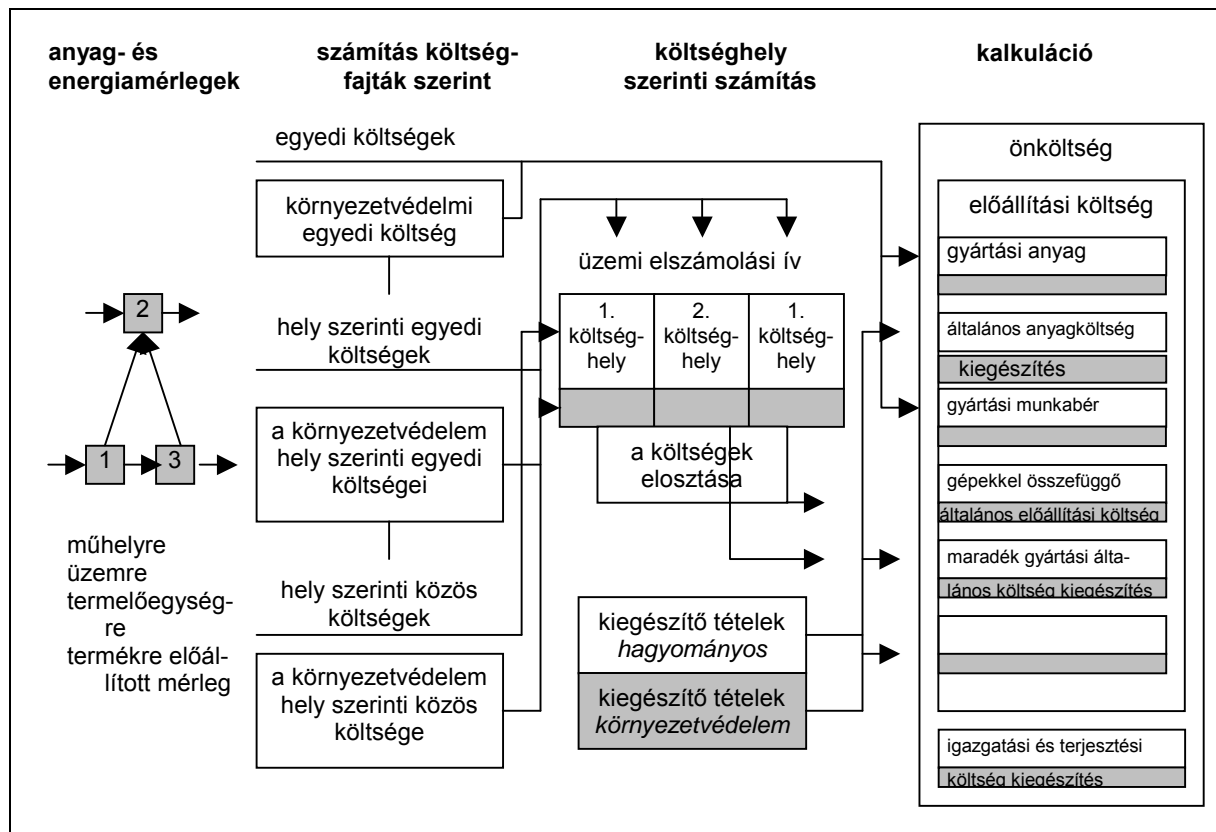 anyag- és
energiamérlegek
számítás költség-
fajták szerint
költséghely
szerinti számítás
kalkuláció
2
1
3
műhelyre
üzemre
termelőegység-
re
termékre előál-
lított mérleg
egyedi költségek
környezetvédelmi
egyedi költség
hely szerinti egyedi
költségek
a környezetvédelem
hely szerinti egyedi
költségei
hely szerinti közös
költségek
a környezetvédelem
hely szerinti közös
költsége
üzemi elszámolási ív
1.
költség-
hely
2.
költség-
hely
1.
költség-
hely
a költségek
elosztása
kiegészítő tételek
hagyományos
kiegészítő tételek
környezetvédelem
önköltség
előállítási költség
gyártási anyag
általános anyagköltség
kiegészítés
gyártási munkabér
gépekkel összefüggő
általános előállítási költség
maradék gyártási álta-
lános költség kiegészítés
igazgatási és terjesztési
költség kiegészítés